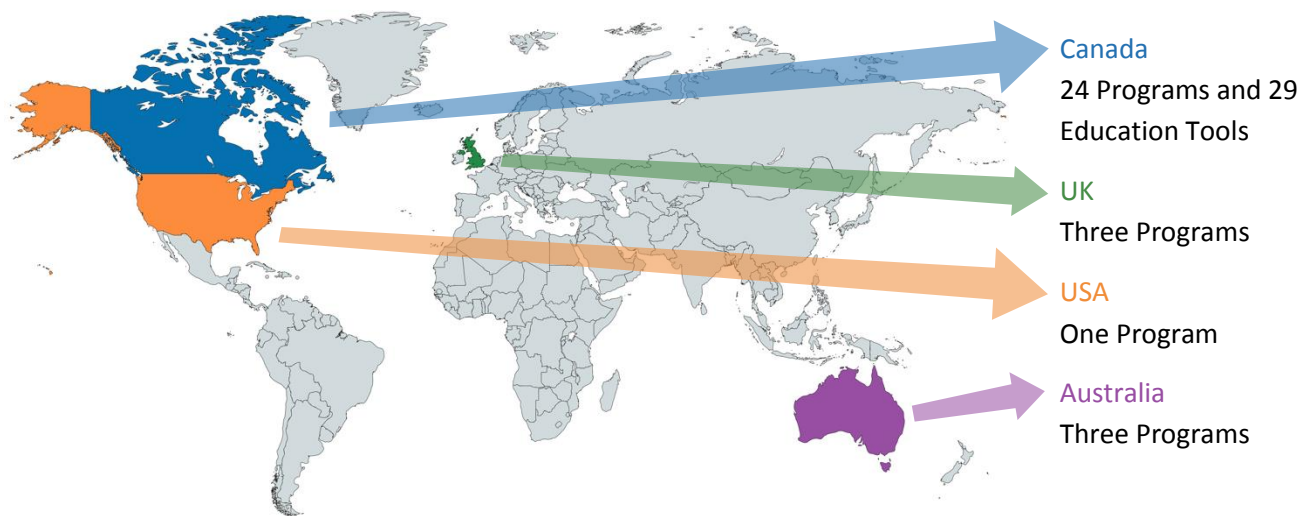 Canada
24 Programs and 29
Education Tools
UK
Three Programs
USA
One Program
Australia
Three Programs